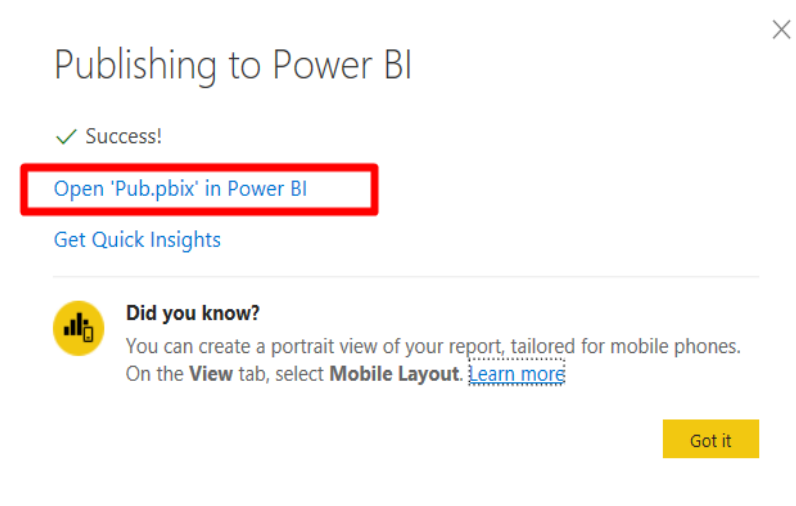 Publishing to Power BI
Success!
Open 'Pub.pbix' in Power BI
Get Quick Insights
Did you know?
You can create a portrait view of your report, tailored for mobile phones.
On the View tab, select Mobile Layout. Learn more
Got it